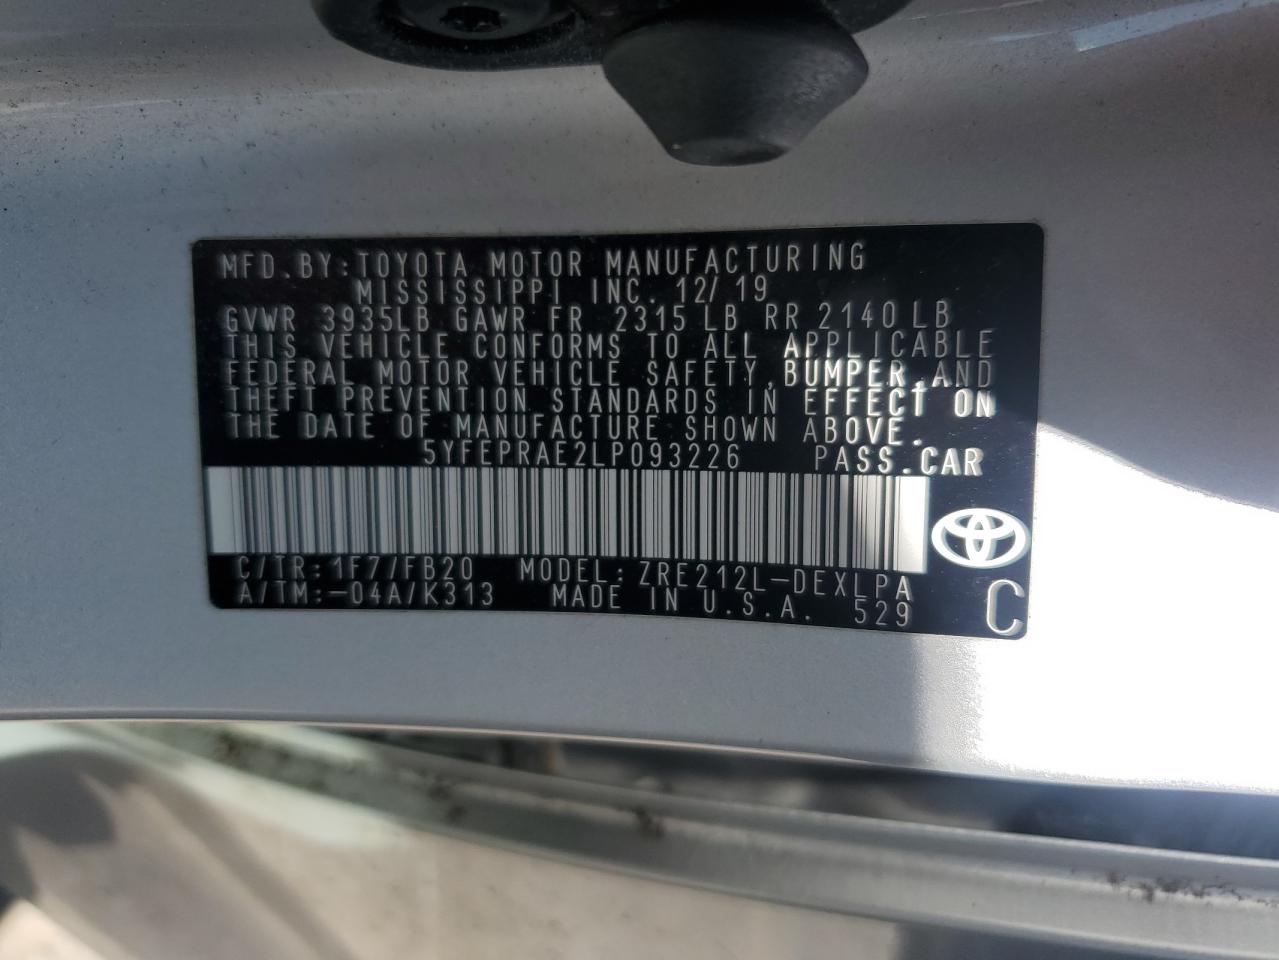 MFD.BY:TOYOTA MOTOR MANUFACTURING
MISSISSIPPI INC. 12/19
GVWR 3935LB GAWR FR 2315 LB RR 2140 LB
THIS VEHICLE CONFORMS TO ALL APPLICABLE
FEDERAL MOTOR VEHICLE SAFETY, BUMPER, AND
THEFT PREVENTION STANDARDS IN EFFECT ON
THE DATE OF MANUFACTURE SHOWN ABOVE.
5YFEPRAE2LP093226 PASS.CAR
C/TR:1F7/FB20 MODEL:ZRE212L-DEXLPA
A/TM:-04A/K313 MADE IN U.S.A. 529
C